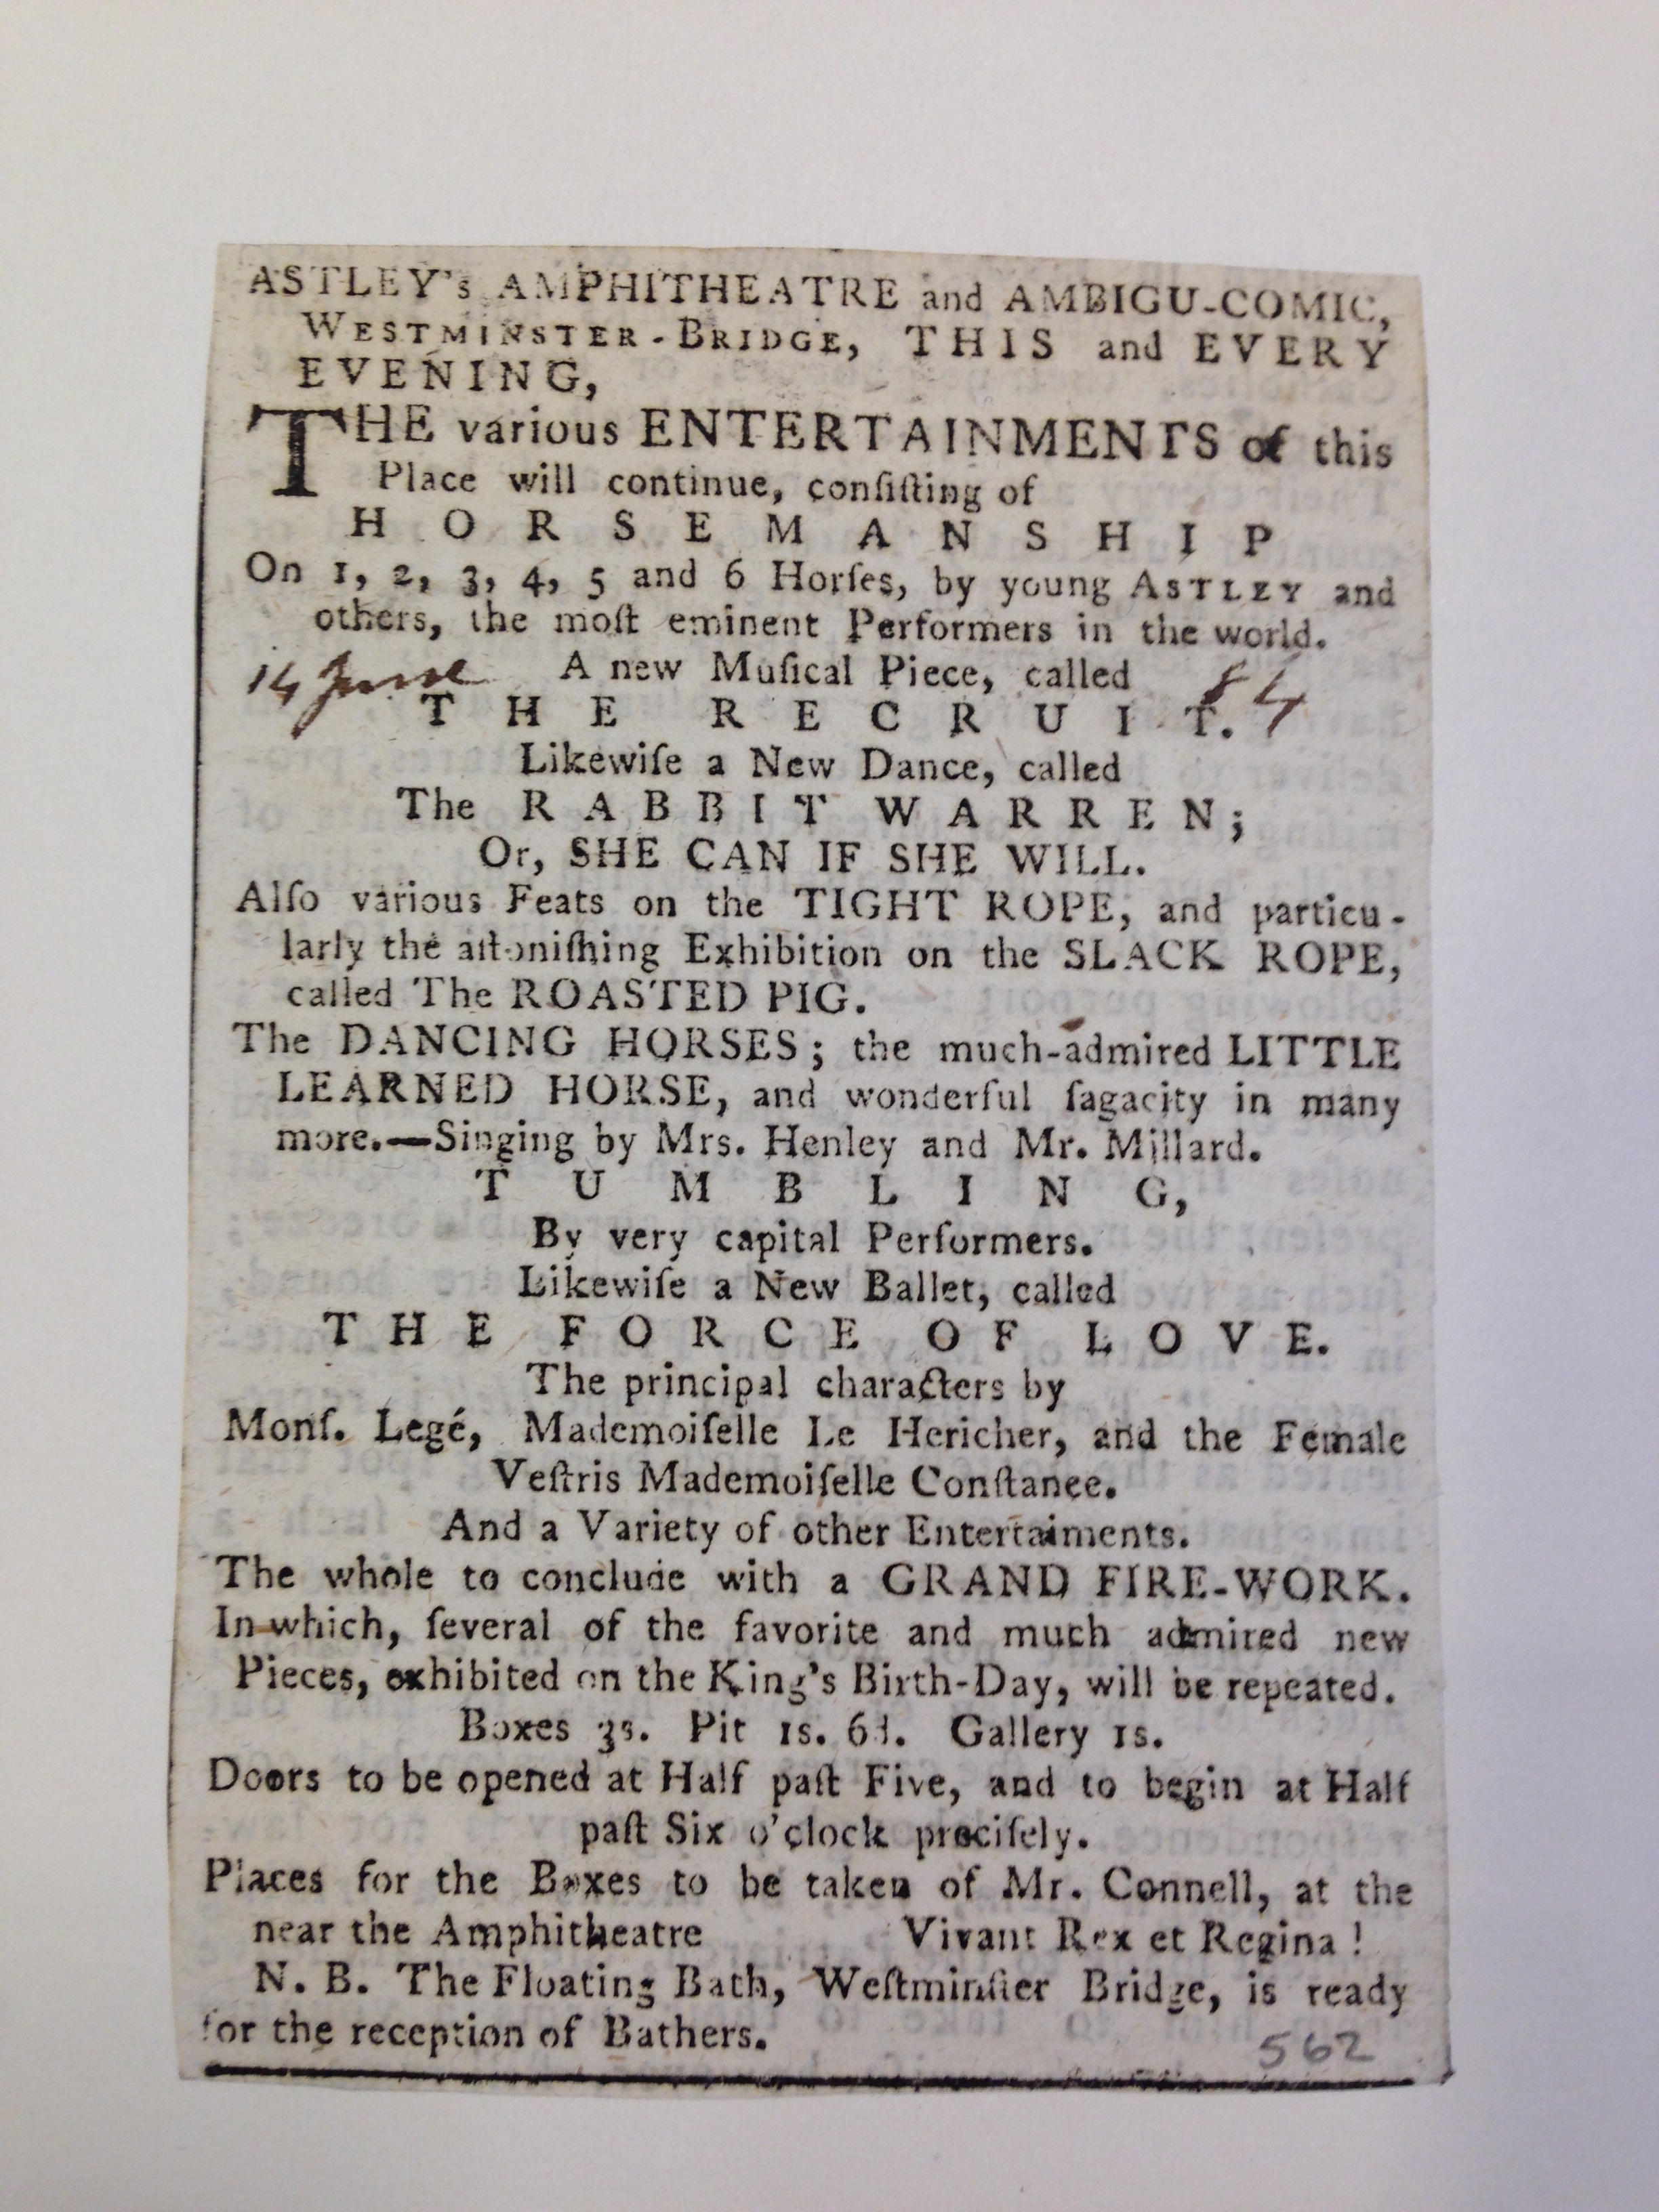 ASTLEY's AMPHITHEATRE and AMBIGU-COMIC,
WESTMINSTER-BRIDGE, THIS and EVERY
EVENING,
THE various ENTERTAINMENTS of this
Place will continue, conſiſting of
HORSEMANSHIP
On 1, 2, 3, 4, 5 and 6 Horſes, by young ASTLEY and
others, the moſt eminent Performers in the world.
14 June A new Muſical Piece, called 84
THE RECRUIT.
Likewiſe a New Dance, called
The RABBIT WARREN;
Or, SHE CAN IF SHE WILL.
Alſo various Feats on the TIGHT ROPE, and particu-
larly the aſtoniſhing Exhibition on the SLACK ROPE,
called The ROASTED PIG.
The DANCING HORSES; the much-admired LITTLE
LEARNED HORSE, and wonderful ſagacity in many
more.—Singing by Mrs. Henley and Mr. Millard.
TUMBLING,
By very capital Performers.
Likewiſe a New Ballet, called
THE FORCE OF LOVE.
The principal characters by
Monſ. Legé, Mademoiſelle Le Hericher, and the Female
Veſtris Mademoiſelle Conſtanee.
And a Variety of other Entertaiments.
The whole to conclude with a GRAND FIRE-WORK.
In which, ſeveral of the favorite and much admired new
Pieces, exhibited on the King's Birth-Day, will be repeated.
Boxes 3s. Pit 1s. 6d. Gallery 1s.
Doors to be opened at Half paſt Five, and to begin at Half
paſt Six o'clock preciſely.
Places for the Boxes to be taken of Mr. Connell, at the
near the Amphitheatre Vivant Rex et Regina!
N. B. The Floating Bath, Weſtminſter Bridge, is ready
for the reception of Bathers.
562